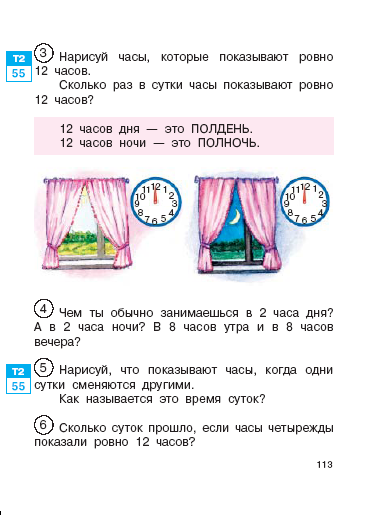 Т2
55
3 Нарисуй часы, которые показывают ровно
12 часов.
Сколько раз в сутки часы показывают ровно
12 часов?
12 часов дня — это ПОЛДЕНЬ.
12 часов ночи — это ПОЛНОЧЬ.
12 1 2 3 4 5 6 7 8 9 10 11
12 1 2 3 4 5 6 7 8 9 10 11
4 Чем ты обычно занимаешься в 2 часа дня?
А в 2 часа ночи? В 8 часов утра и в 8 часов
вечера?
Т2
55
5 Нарисуй, что показывают часы, когда одни
сутки сменяются другими.
Как называется это время суток?
6 Сколько суток прошло, если часы четырежды
показали ровно 12 часов?
113